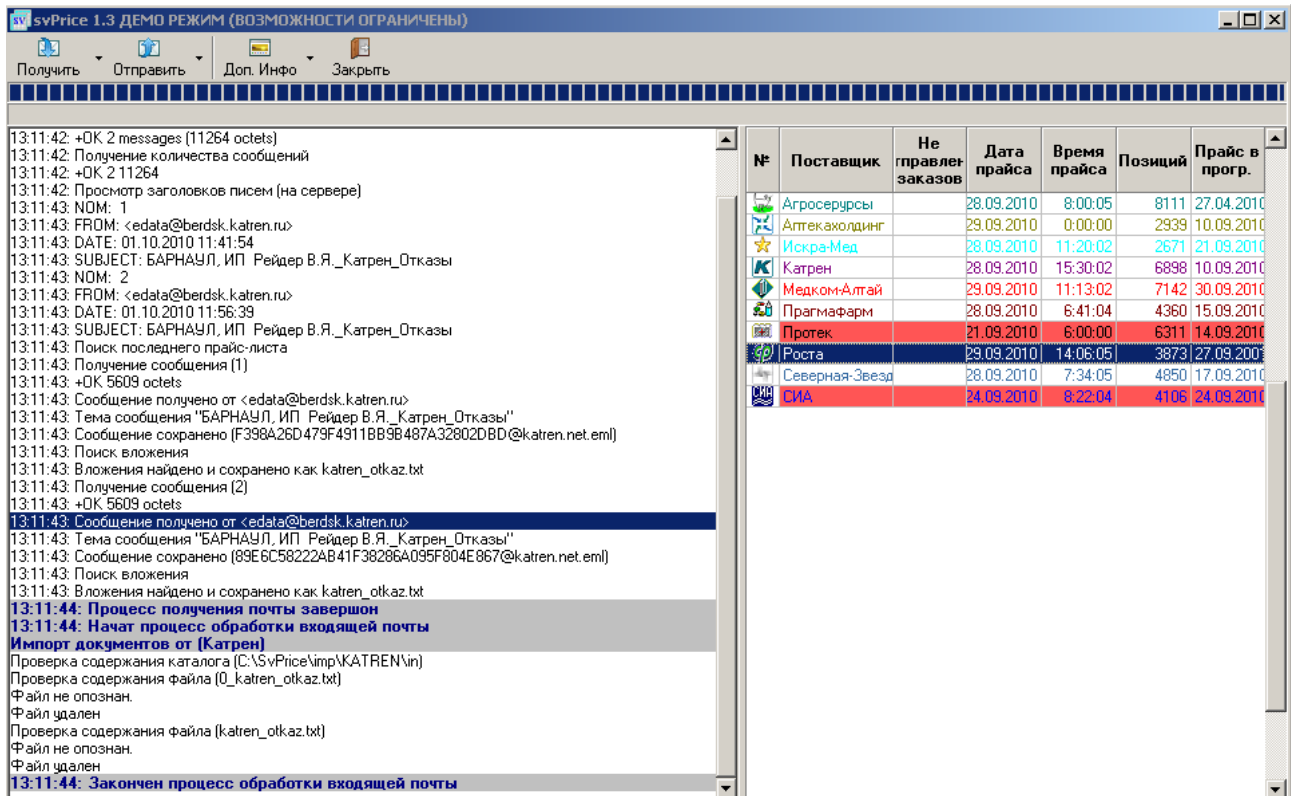 svPrice 1.3 ДЕМО РЕЖИМ (ВОЗМОЖНОСТИ ОГРАНИЧЕНЫ)
Получить Отправить Доп. Инфо Закрыть
13:11:42: +OK 2 messages (11264 octets)
13:11:42: Получение количества сообщений
13:11:42: +OK 2 11264
13:11:42: Просмотр заголовков писем (на сервере)
13:11:43: NOM: 1
13:11:43: FROM: <edata@berdsk.katren.ru>
13:11:43: DATE: 01.10.2010 11:41:54
13:11:43: SUBJECT: БАРНАУЛ, ИП Рейдер В.Я._Катрен_Отказы
13:11:43: NOM: 2
13:11:43: FROM: <edata@berdsk.katren.ru>
13:11:43: DATE: 01.10.2010 11:56:39
13:11:43: SUBJECT: БАРНАУЛ, ИП Рейдер В.Я._Катрен_Отказы
13:11:43: Поиск последнего прайс-листа
13:11:43: Получение сообщения (1)
13:11:43: +OK 5609 octets
13:11:43: Сообщение получено от <edata@berdsk.katren.ru>
13:11:43: Тема сообщения "БАРНАУЛ, ИП Рейдер В.Я._Катрен_Отказы"
13:11:43: Сообщение сохранено (F398A26D479F4911BB9B487A32802DBD@katren.net.eml)
13:11:43: Поиск вложения
13:11:43: Вложения найдено и сохранено как katren_otkaz.txt
13:11:43: Получение сообщения (2)
13:11:43: +OK 5609 octets
13:11:43: Сообщение получено от <edata@berdsk.katren.ru>
13:11:43: Тема сообщения "БАРНАУЛ, ИП Рейдер В.Я._Катрен_Отказы"
13:11:43: Сообщение сохранено (89E6C58222AB41F38286A095F804E867@katren.net.eml)
13:11:43: Поиск вложения
13:11:43: Вложения найдено и сохранено как katren_otkaz.txt
13:11:44: Процесс получения почты завершон
13:11:44: Начат процесс обработки входящей почты
Импорт документов от (Катрен)
Проверка содержания каталога (C:\SvPrice\imp\KATREN\in)
Проверка содержания файла (0_katren_otkaz.txt)
Файл не опознан.
Файл удален
Проверка содержания файла (katren_otkaz.txt)
Файл не опознан.
Файл удален
13:11:44: Закончен процесс обработки входящей почты
№ Поставщик Не тправлен заказов Дата прайса Время прайса Позиций Прайс в прогр.
Агросерурсы 28.09.2010 8:00:05 8111 27.04.2010
Аптекахолдинг 29.09.2010 0:00:00 2939 10.09.2010
Искра-Мед 28.09.2010 11:20:02 2671 21.09.2010
Катрен 28.09.2010 15:30:02 6898 10.09.2010
Медком-Алтай 29.09.2010 11:13:02 7142 30.09.2010
Прагмафарм 28.09.2010 6:41:04 4360 15.09.2010
Протек 21.09.2010 6:00:00 6311 14.09.2010
Роста 29.09.2010 14:06:05 3873 27.09.200
Северная-Звезд 28.09.2010 7:34:05 4850 17.09.2010
СИА 24.09.2010 8:22:04 4106 24.09.2010